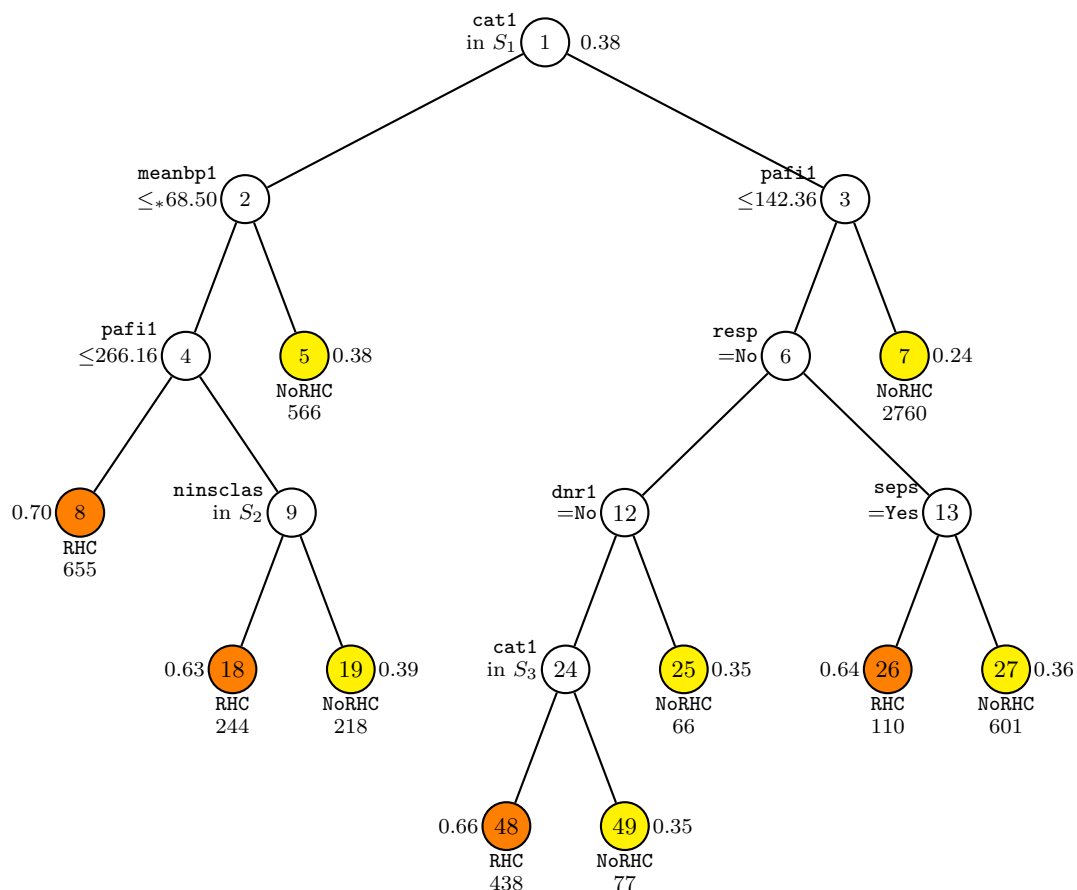 cat1
in S1 1 0.38
meanbp1
≤*68.50 2
pafi1
≤142.36 3
pafi1
≤266.16 4
5 0.38
NoRHC
566
resp
=No 6
7 0.24
NoRHC
2760
0.70 8
RHC
655
ninsclas
in S2 9
dnr1
=No 12
seps
=Yes 13
0.63 18
RHC
244
19 0.39
NoRHC
218
cat1
in S3 24
25 0.35
NoRHC
66
0.64 26
RHC
110
27 0.36
NoRHC
601
0.66 48
RHC
438
49 0.35
NoRHC
77